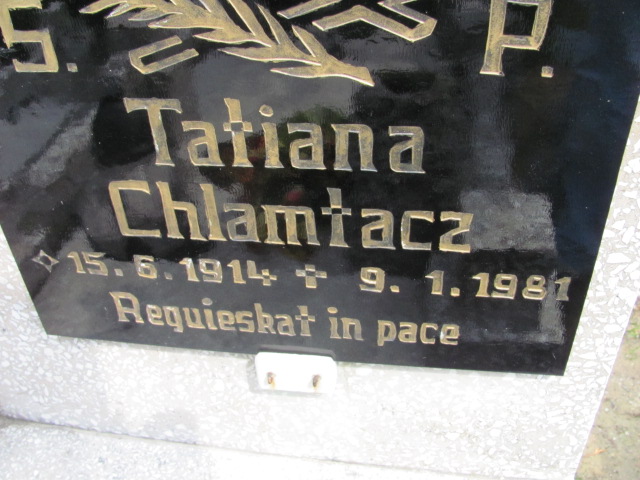 S. P.
Tatiana
Chlamtacz
15. 6. 1914 9. 1. 1981
Requieskat in pace